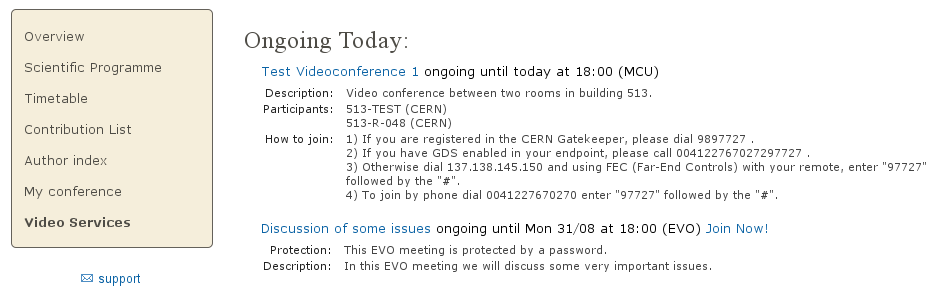 Overview
Scientific Programme
Timetable
Contribution List
Author index
My conference
Video Services
support
Ongoing Today:
Test Videoconference 1 ongoing until today at 18:00 (MCU)
Description: Video conference between two rooms in building 513.
Participants: 513-TEST (CERN)
513-R-048 (CERN)
How to join: 1) If you are registered in the CERN Gatekeeper, please dial 9897727 .
2) If you have GDS enabled in your endpoint, please call 004122767027297727 .
3) Otherwise dial 137.138.145.150 and using FEC (Far-End Controls) with your remote, enter "97727"
followed by the "#".
4) To join by phone dial 0041227670270 enter "97727" followed by the "#".
Discussion of some issues ongoing until Mon 31/08 at 18:00 (EVO) Join Now!
Protection: This EVO meeting is protected by a password.
Description: In this EVO meeting we will discuss some very important issues.